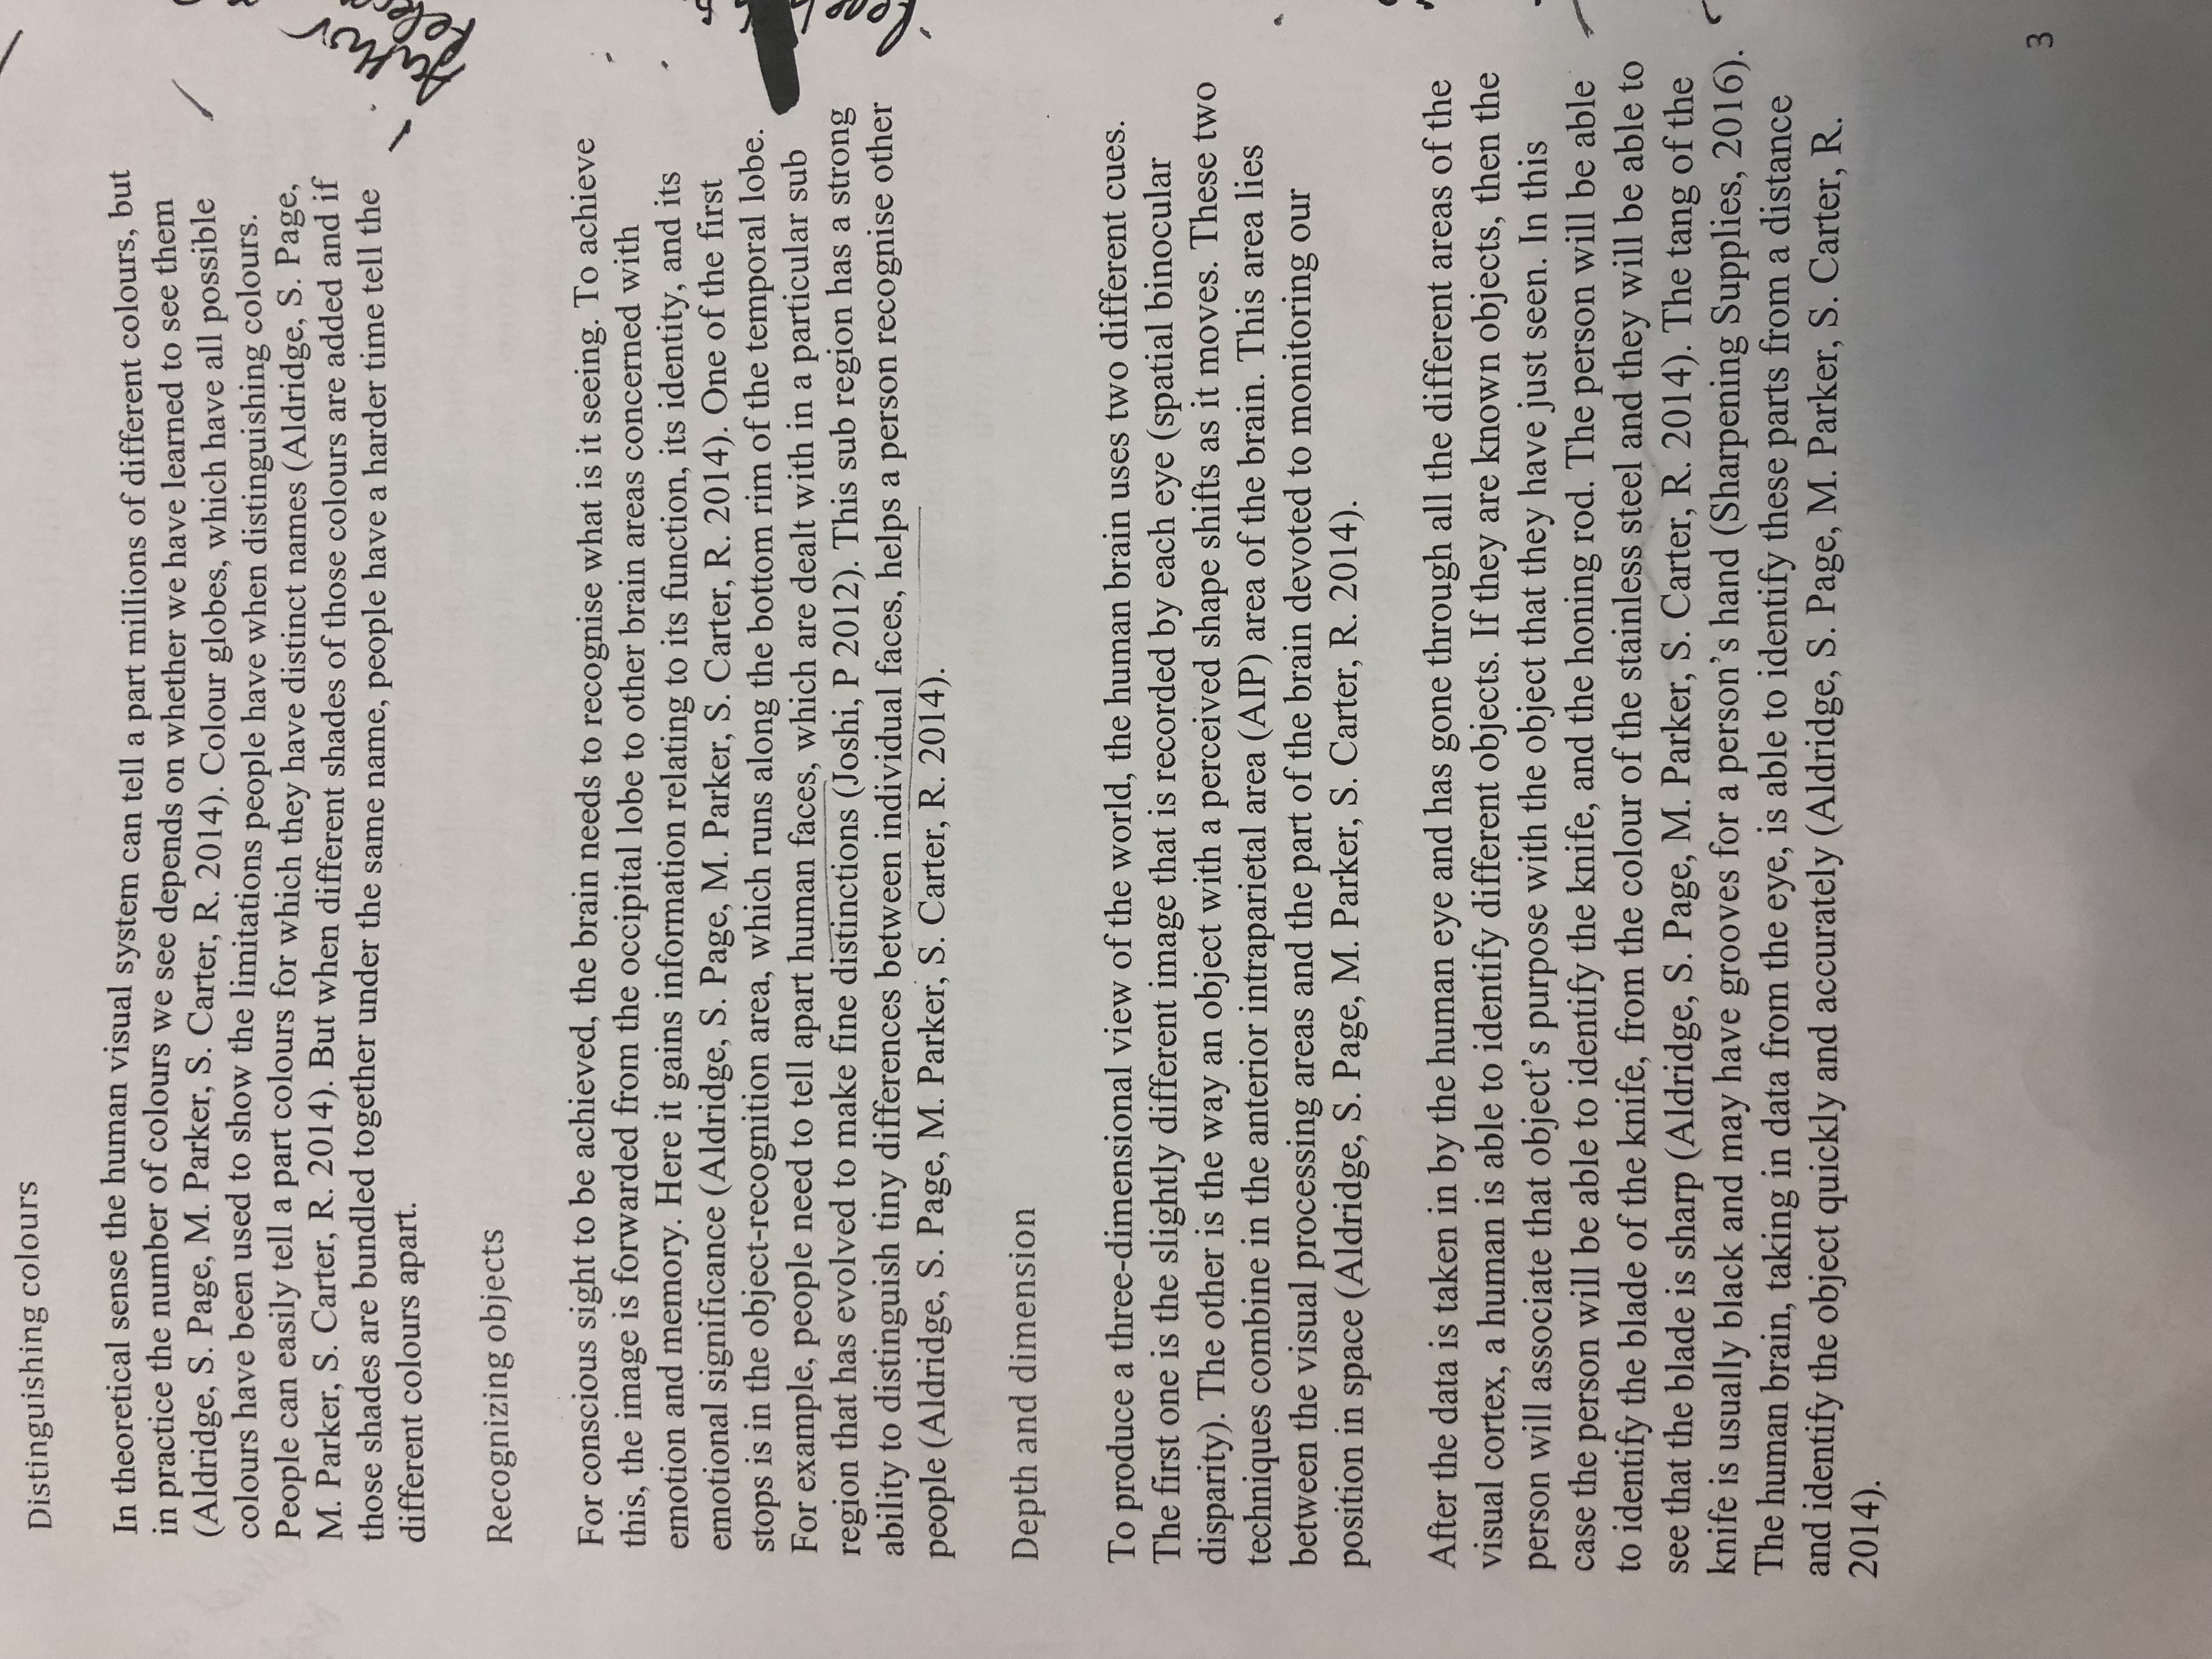 Distinguishing colours
In theoretical sense the human visual system can tell a part millions of different colours, but
in practice the number of colours we see depends on whether we have learned to see them
(Aldridge, S. Page, M. Parker, S. Carter, R. 2014). Colour globes, which have all possible
colours have been used to show the limitations people have when distinguishing colours.
People can easily tell a part colours for which they have distinct names (Aldridge, S. Page,
M. Parker, S. Carter, R. 2014). But when different shades of those colours are added and if
those shades are bundled together under the same name, people have a harder time tell the
different colours apart.
Author
Recognizing objects
For conscious sight to be achieved, the brain needs to recognise what is it seeing. To achieve
this, the image is forwarded from the occipital lobe to other brain areas concerned with
emotion and memory. Here it gains information relating to its function, its identity, and its
emotional significance (Aldridge, S. Page, M. Parker, S. Carter, R. 2014). One of the first
stops is in the object-recognition area, which runs along the bottom rim of the temporal lobe.
For example, people need to tell apart human faces, which are dealt with in a particular sub
region that has evolved to make fine distinctions (Joshi, P 2012). This sub region has a strong
ability to distinguish tiny differences between individual faces, helps a person recognise other
people (Aldridge, S. Page, M. Parker, S. Carter, R. 2014).
Depth and dimension
To produce a three-dimensional view of the world, the human brain uses two different cues.
The first one is the slightly different image that is recorded by each eye (spatial binocular
disparity). The other is the way an object with a perceived shape shifts as it moves. These two
techniques combine in the anterior intraparietal area (AIP) area of the brain. This area lies
between the visual processing areas and the part of the brain devoted to monitoring our
position in space (Aldridge, S. Page, M. Parker, S. Carter, R. 2014).
After the data is taken in by the human eye and has gone through all the different areas of the
visual cortex, a human is able to identify different objects. If they are known objects, then the
person will associate that object's purpose with the object that they have just seen. In this
case the person will be able to identify the knife, and the honing rod. The person will be able
to identify the blade of the knife, from the colour of the stainless steel and they will be able to
see that the blade is sharp (Aldridge, S. Page, M. Parker, S. Carter, R. 2014). The tang of the
knife is usually black and may have grooves for a person's hand (Sharpening Supplies, 2016).
The human brain, taking in data from the eye, is able to identify these parts from a distance
and identify the object quickly and accurately (Aldridge, S. Page, M. Parker, S. Carter, R.
2014).
3